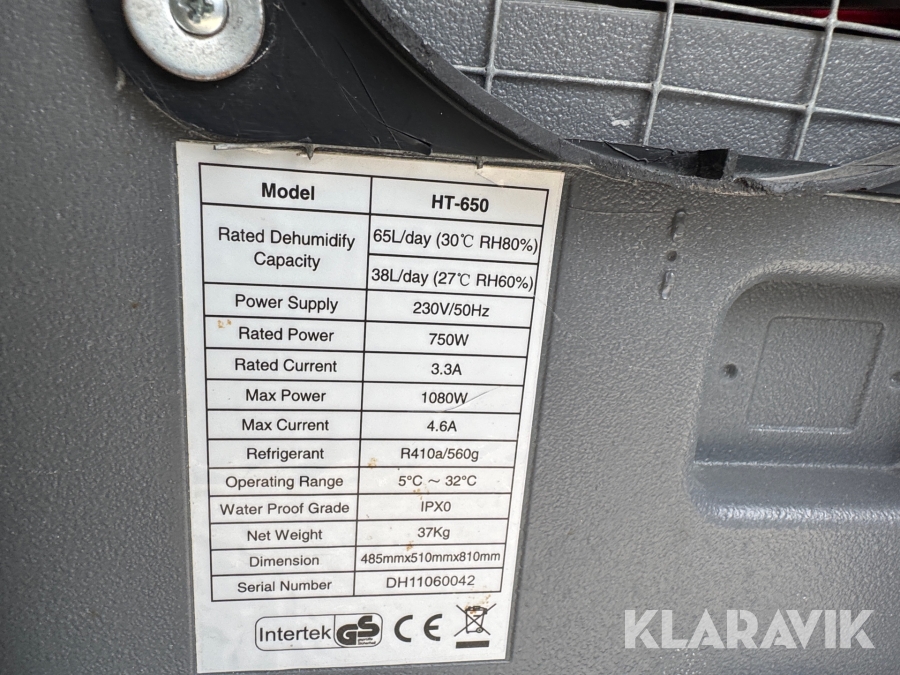 Model HT-650
Rated Dehumidify Capacity 65L/day (30℃ RH80%)
38L/day (27℃ RH60%)
Power Supply 230V/50Hz
Rated Power 750W
Rated Current 3.3A
Max Power 1080W
Max Current 4.6A
Refrigerant R410a/560g
Operating Range 5°C ~ 32°C
Water Proof Grade IPX0
Net Weight 37Kg
Dimension 485mmx510mmx810mm
Serial Number DH11060042
Intertek GS CE
KLARAVIK